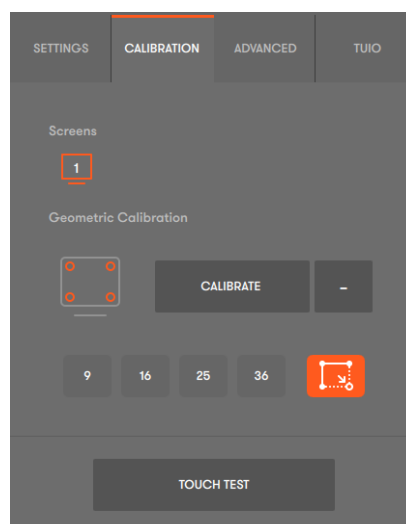 SETTINGS CALIBRATION ADVANCED TUIO
Screens
1
Geometric Calibration
CALIBRATE -
9 16 25 36
TOUCH TEST